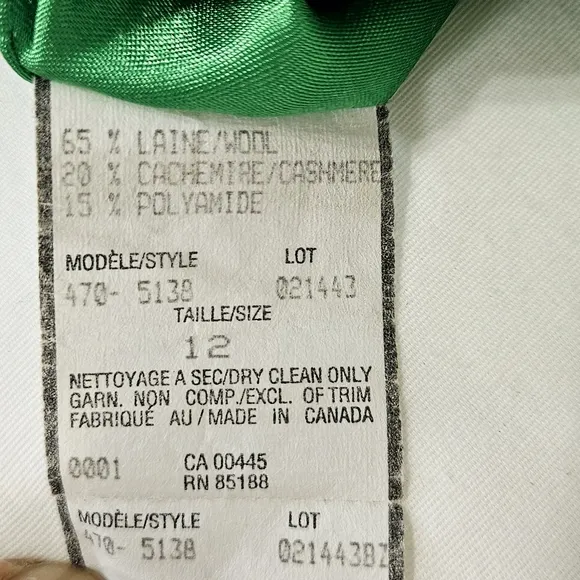 65 % LAINE/WOOL
20 % CACHEMIRE/CASHMERE
15 % POLYAMIDE
MODÈLE/STYLE LOT
470- 5138 021443
TAILLE/SIZE
12
NETTOYAGE A SEC/DRY CLEAN ONLY
GARN. NON COMP./EXCL. OF TRIM
FABRIQUÉ AU / MADE IN CANADA
0001 CA 00445
RN 85188
MODÈLE/STYLE LOT
470- 5138 021443BZ